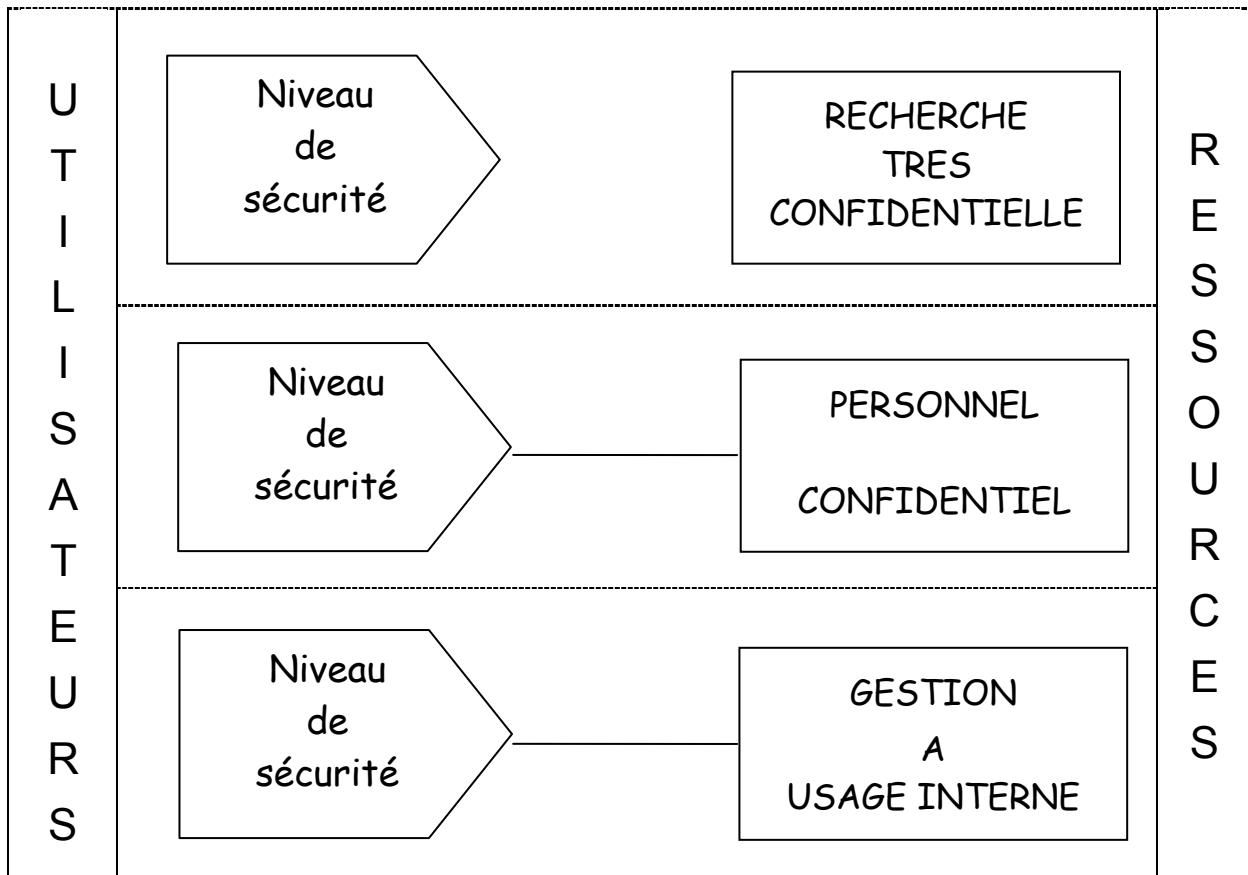 UTILISATEURS
Niveau
de
sécurité
RECHERCHE
TRES
CONFIDENTIELLE
Niveau
de
sécurité
PERSONNEL
CONFIDENTIEL
Niveau
de
sécurité
GESTION
A
USAGE INTERNE
RESSOURCES